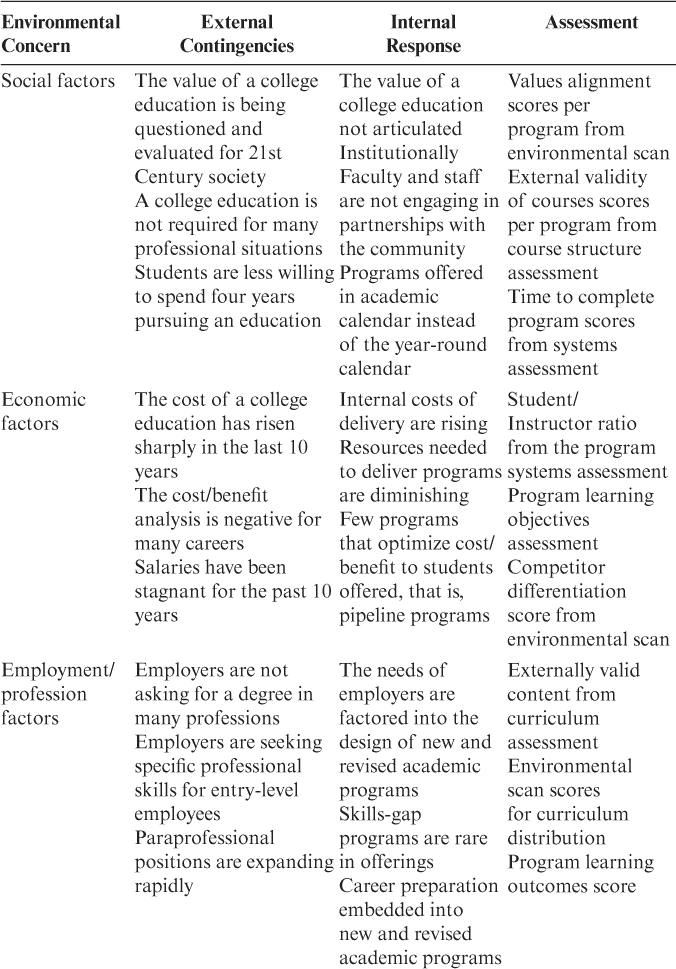 Environmental
Concern
External
Contingencies
Internal
Response
Assessment
Social factors
The value of a college
education is being
questioned and
evaluated for 21st
Century society
A college education is
not required for many
professional situations
Students are less willing
to spend four years
pursuing an education
The value of a
college education
not articulated
Institutionally
Faculty and staff
are not engaging in
partnerships with
the community
Programs offered
in academic
calendar instead
of the year-round
calendar
Values alignment
scores per
program from
environmental scan
External validity
of courses scores
per program from
course structure
assessment
Time to complete
program scores
from systems
assessment
Economic
factors
The cost of a college
education has risen
sharply in the last 10
years
The cost/benefit
analysis is negative for
many careers
Salaries have been
stagnant for the past 10
years
Internal costs of
delivery are rising
Resources needed
to deliver programs
are diminishing
Few programs
that optimize cost/
benefit to students
offered, that is,
pipeline programs
Student/
Instructor ratio
from the program
systems assessment
Program learning
objectives
assessment
Competitor
differentiation
score from
environmental scan
Employment/
profession
factors
Employers are not
asking for a degree in
many professions
Employers are seeking
specific professional
skills for entry-level
employees
Paraprofessional
positions are expanding
rapidly
The needs of
employers are
factored into the
design of new and
revised academic
programs
Skills-gap
programs are rare
in offerings
Career preparation
embedded into
new and revised
academic programs
Externally valid
content from
curriculum
assessment
Environmental
scan scores
for curriculum
distribution
Program learning
outcomes score